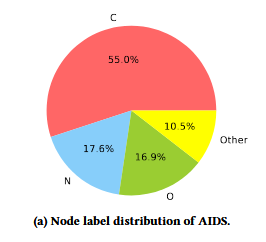 C
55.0%
10.5%
Other
17.6%
16.9%
N
O
(a) Node label distribution of AIDS.